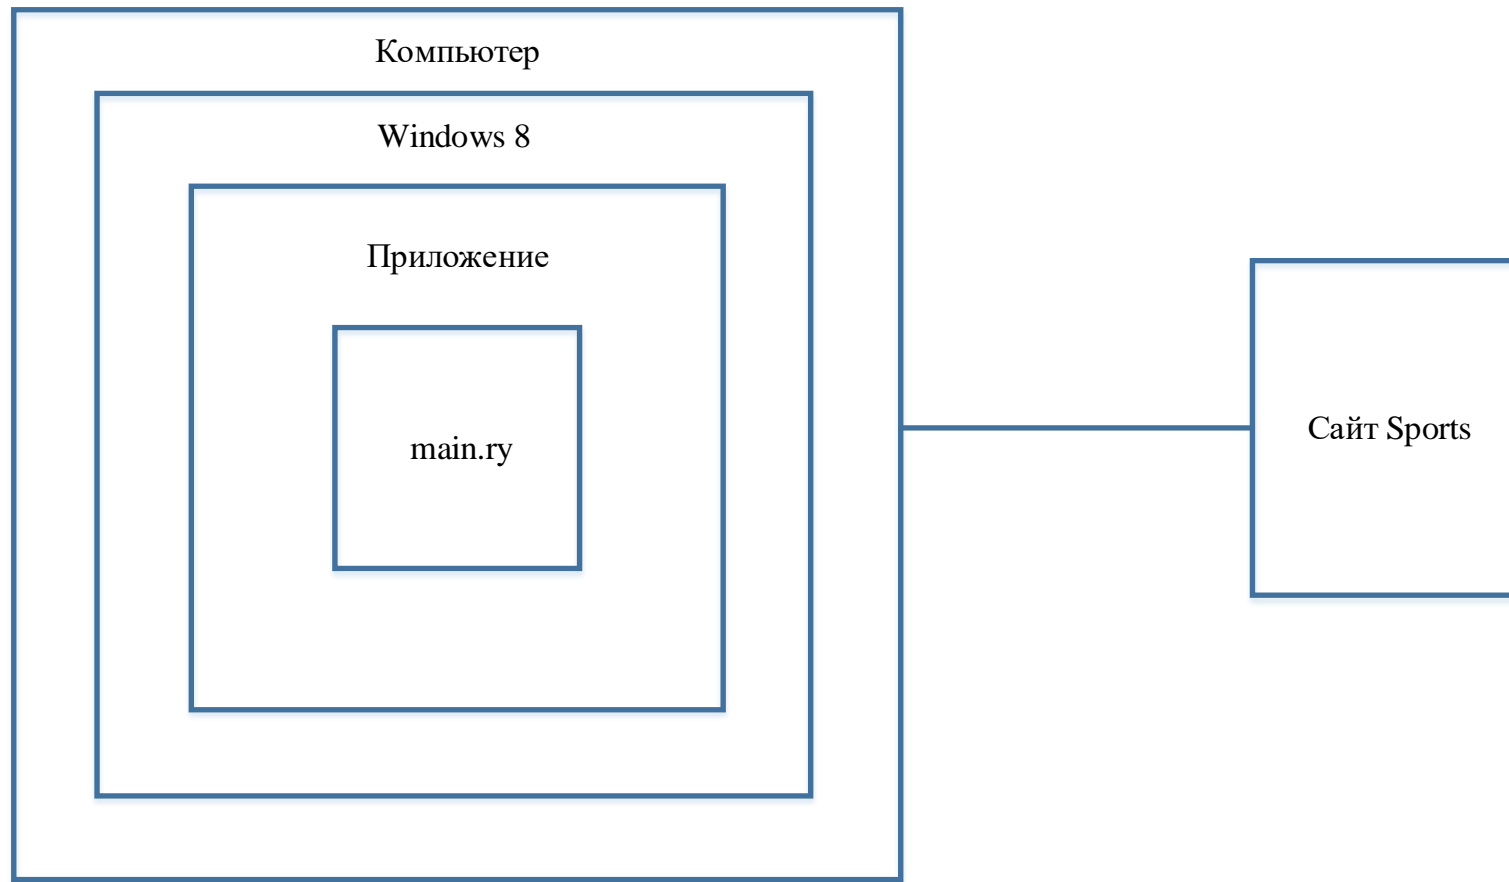 Компьютер
Windows 8
Приложение
main.ry
Сайт Sports